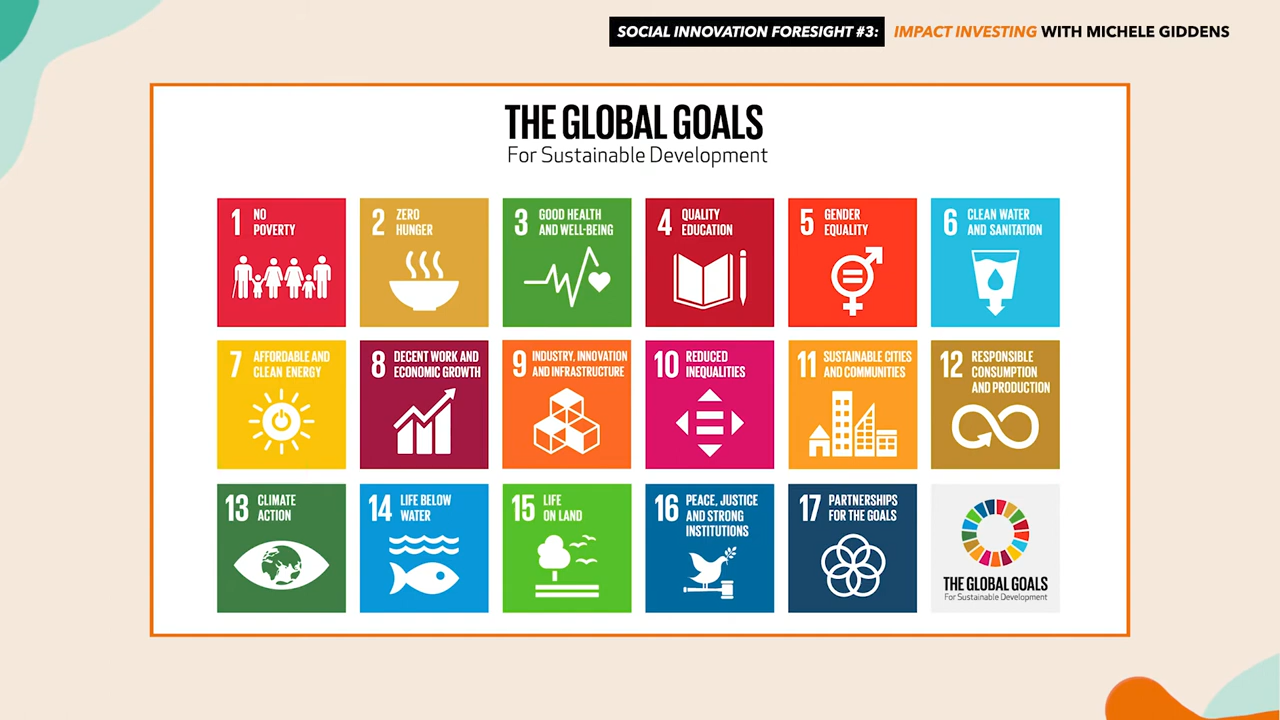 SOCIAL INNOVATION FORESIGHT #3: IMPACT INVESTING WITH MICHELE GIDDENS
THE GLOBAL GOALS
For Sustainable Development
1 NO
POVERTY
2 ZERO
HUNGER
3 GOOD HEALTH
AND WELL-BEING
4 QUALITY
EDUCATION
5 GENDER
EQUALITY
6 CLEAN WATER
AND SANITATION
7 AFFORDABLE AND
CLEAN ENERGY
8 DECENT WORK AND
ECONOMIC GROWTH
9 INDUSTRY, INNOVATION
AND INFRASTRUCTURE
10 REDUCED
INEQUALITIES
11 SUSTAINABLE CITIES
AND COMMUNITIES
12 RESPONSIBLE
CONSUMPTION
AND PRODUCTION
13 CLIMATE
ACTION
14 LIFE BELOW
WATER
15 LIFE
ON LAND
16 PEACE, JUSTICE
AND STRONG
INSTITUTIONS
17 PARTNERSHIPS
FOR THE GOALS
THE GLOBAL GOALS
For Sustainable Development